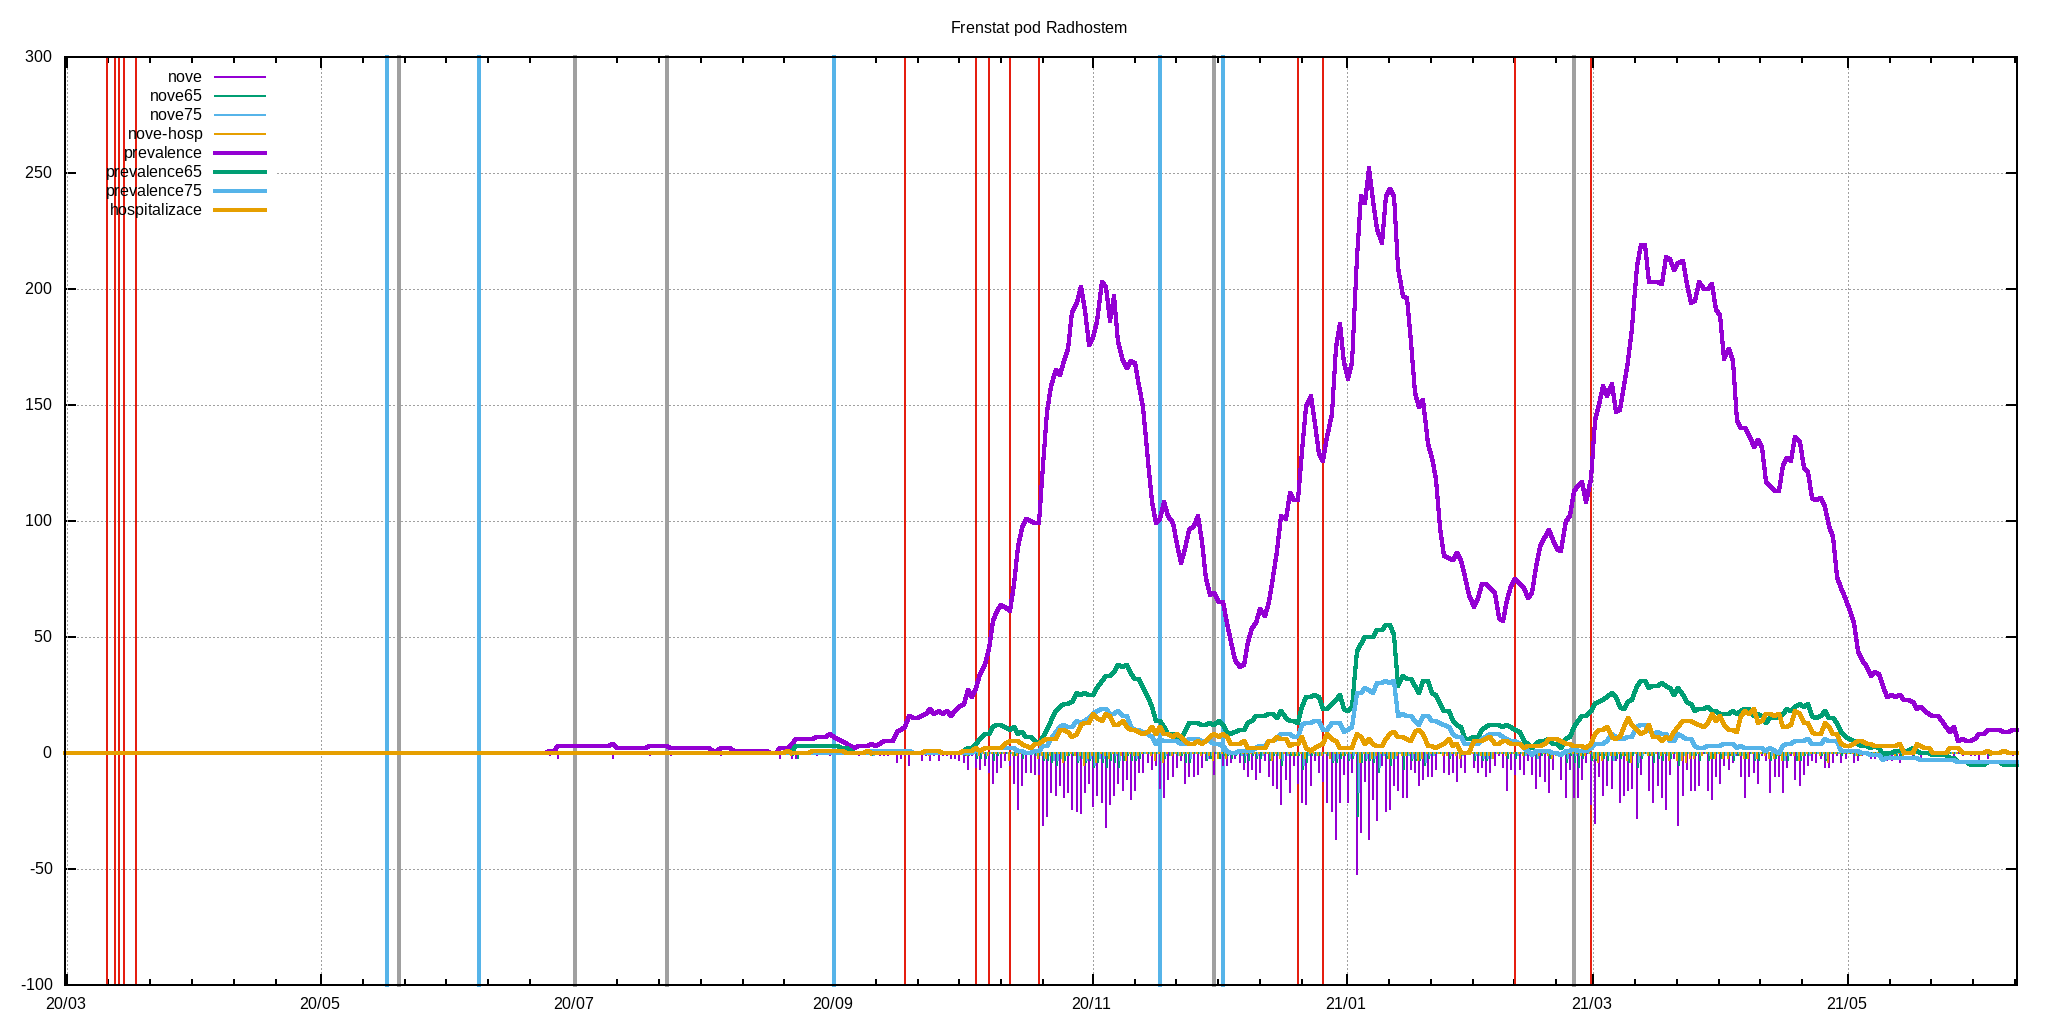 Frenstat pod Radhostem
300
250
200
150
100
50
0
-50
-100
nove
nove65
nove75
nove-hosp
prevalence
prevalence65
prevalence75
hospitalizace
20/03 20/05 20/07 20/09 20/11 21/01 21/03 21/05